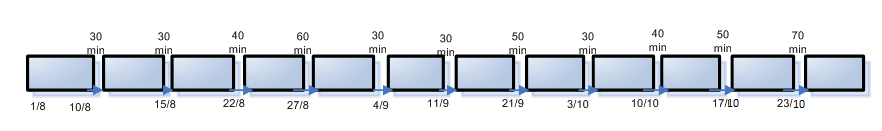 30 min
30 min
40 min
60 min
30 min
30 min
50 min
30 min
40 min
50 min
70 min
1/8
10/8
15/8
22/8
27/8
4/9
11/9
21/9
3/10
10/10
17/10
23/10